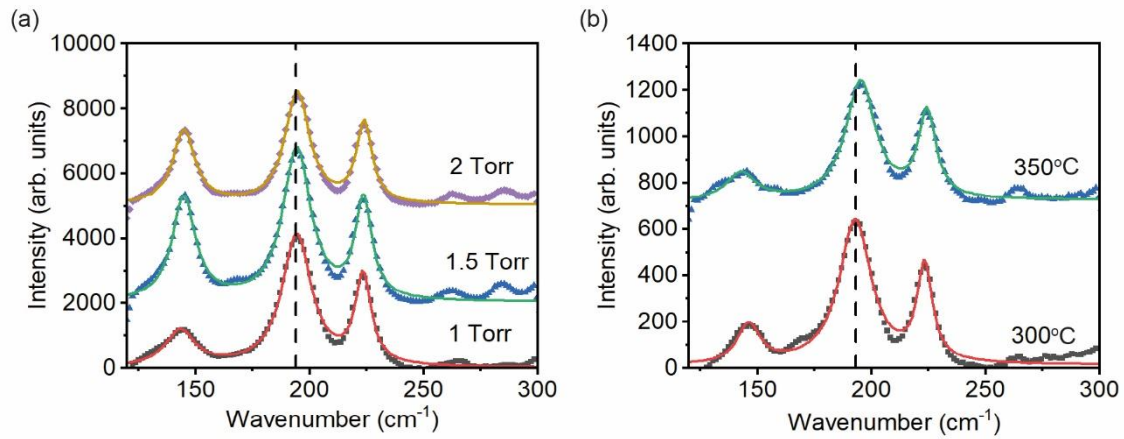 (a)
(b)
10000
8000
6000
4000
2000
0
Intensity (arb. units)
2 Torr
1.5 Torr
1 Torr
150
200
250
300
Wavenumber (cm⁻¹)
1400
1200
1000
800
600
400
200
0
Intensity (arb. units)
350°C
300°C
150
200
250
300
Wavenumber (cm⁻¹)